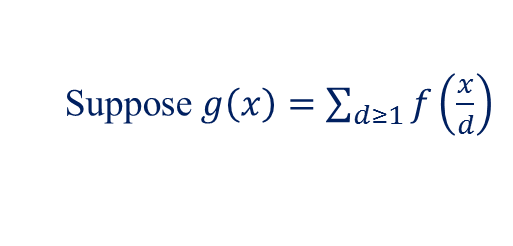 Suppose g(x) = ∑_{d≥1} f(x/d)